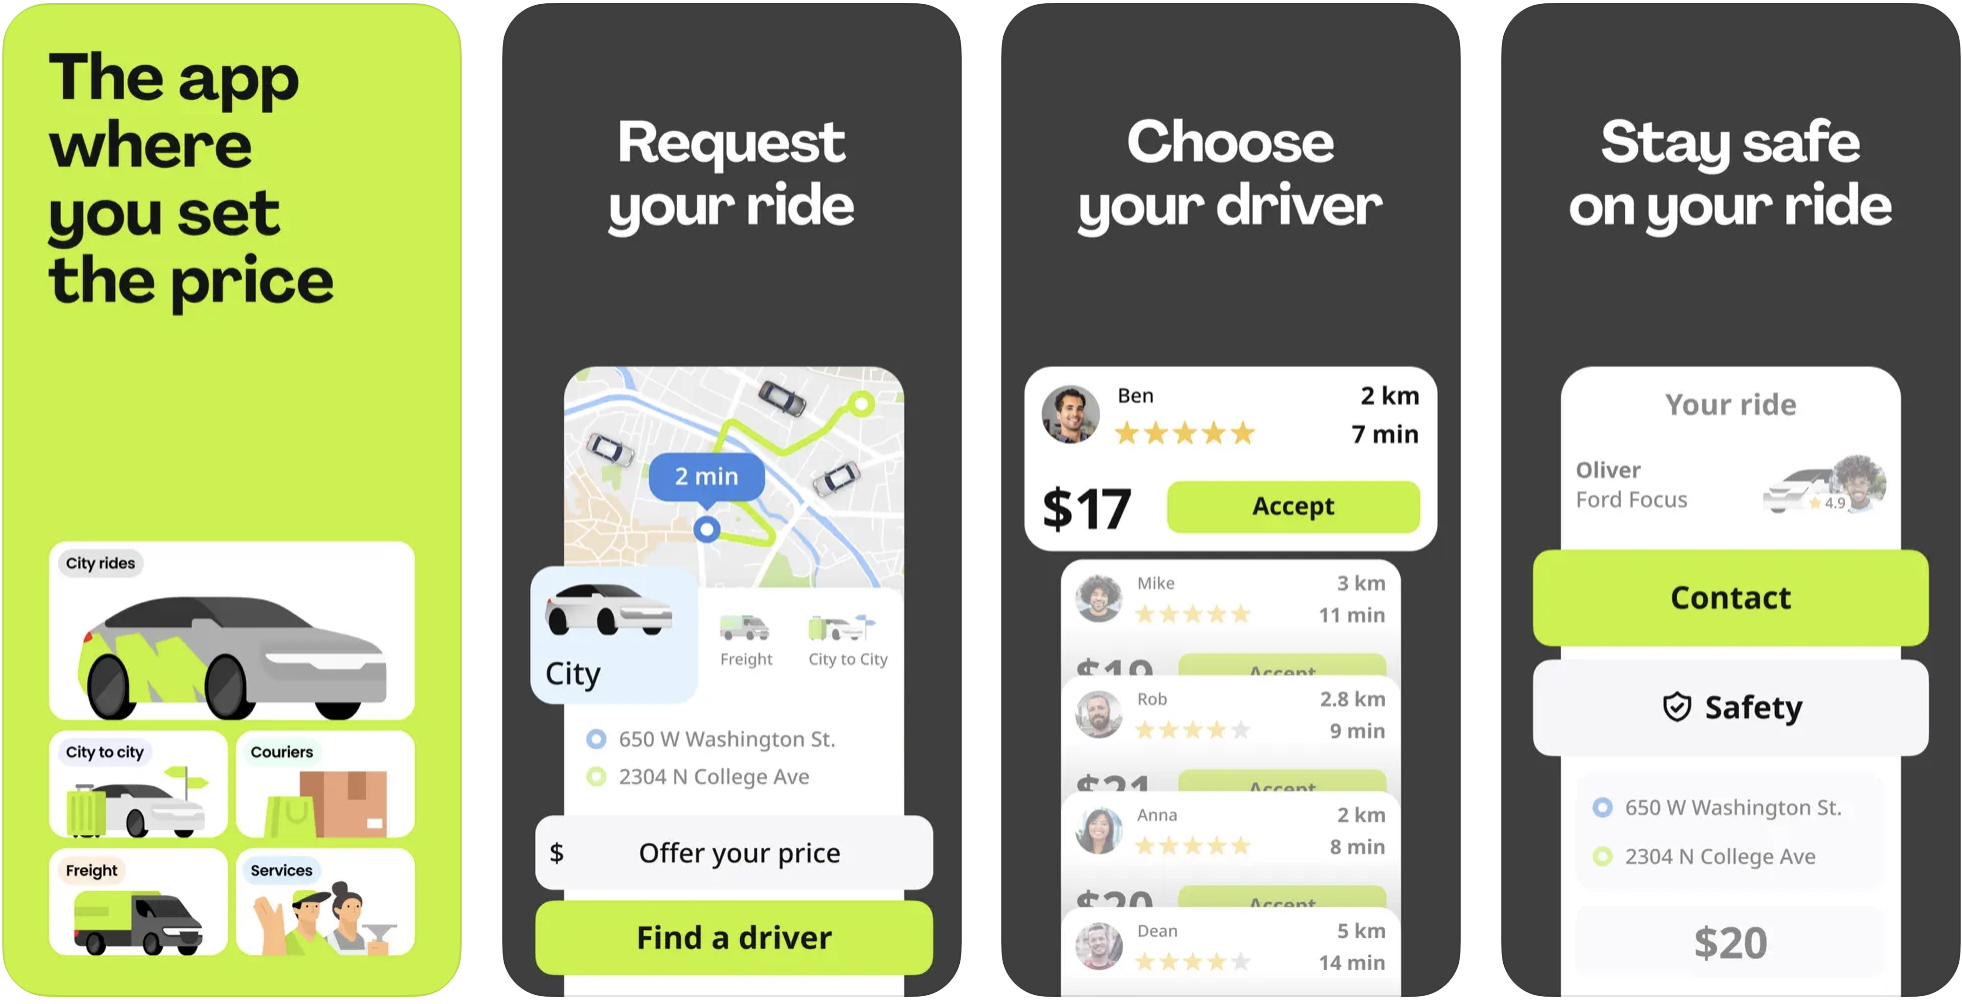 The app
where
you set
the price
City rides
City to city
Couriers
Freight
Services
Request
your ride
2 min
City
Freight
City to City
650 W Washington St.
2304 N College Ave
$ Offer your price
Find a driver
Choose
your driver
Ben 2 km
7 min
$17 Accept
Mike 3 km
11 min
$19 Accept
Rob 2.8 km
9 min
$21 Accept
Anna 2 km
8 min
$20 Accept
Dean 5 km
14 min
Stay safe
on your ride
Your ride
Oliver
Ford Focus
4.9
Contact
Safety
650 W Washington St.
2304 N College Ave
$20